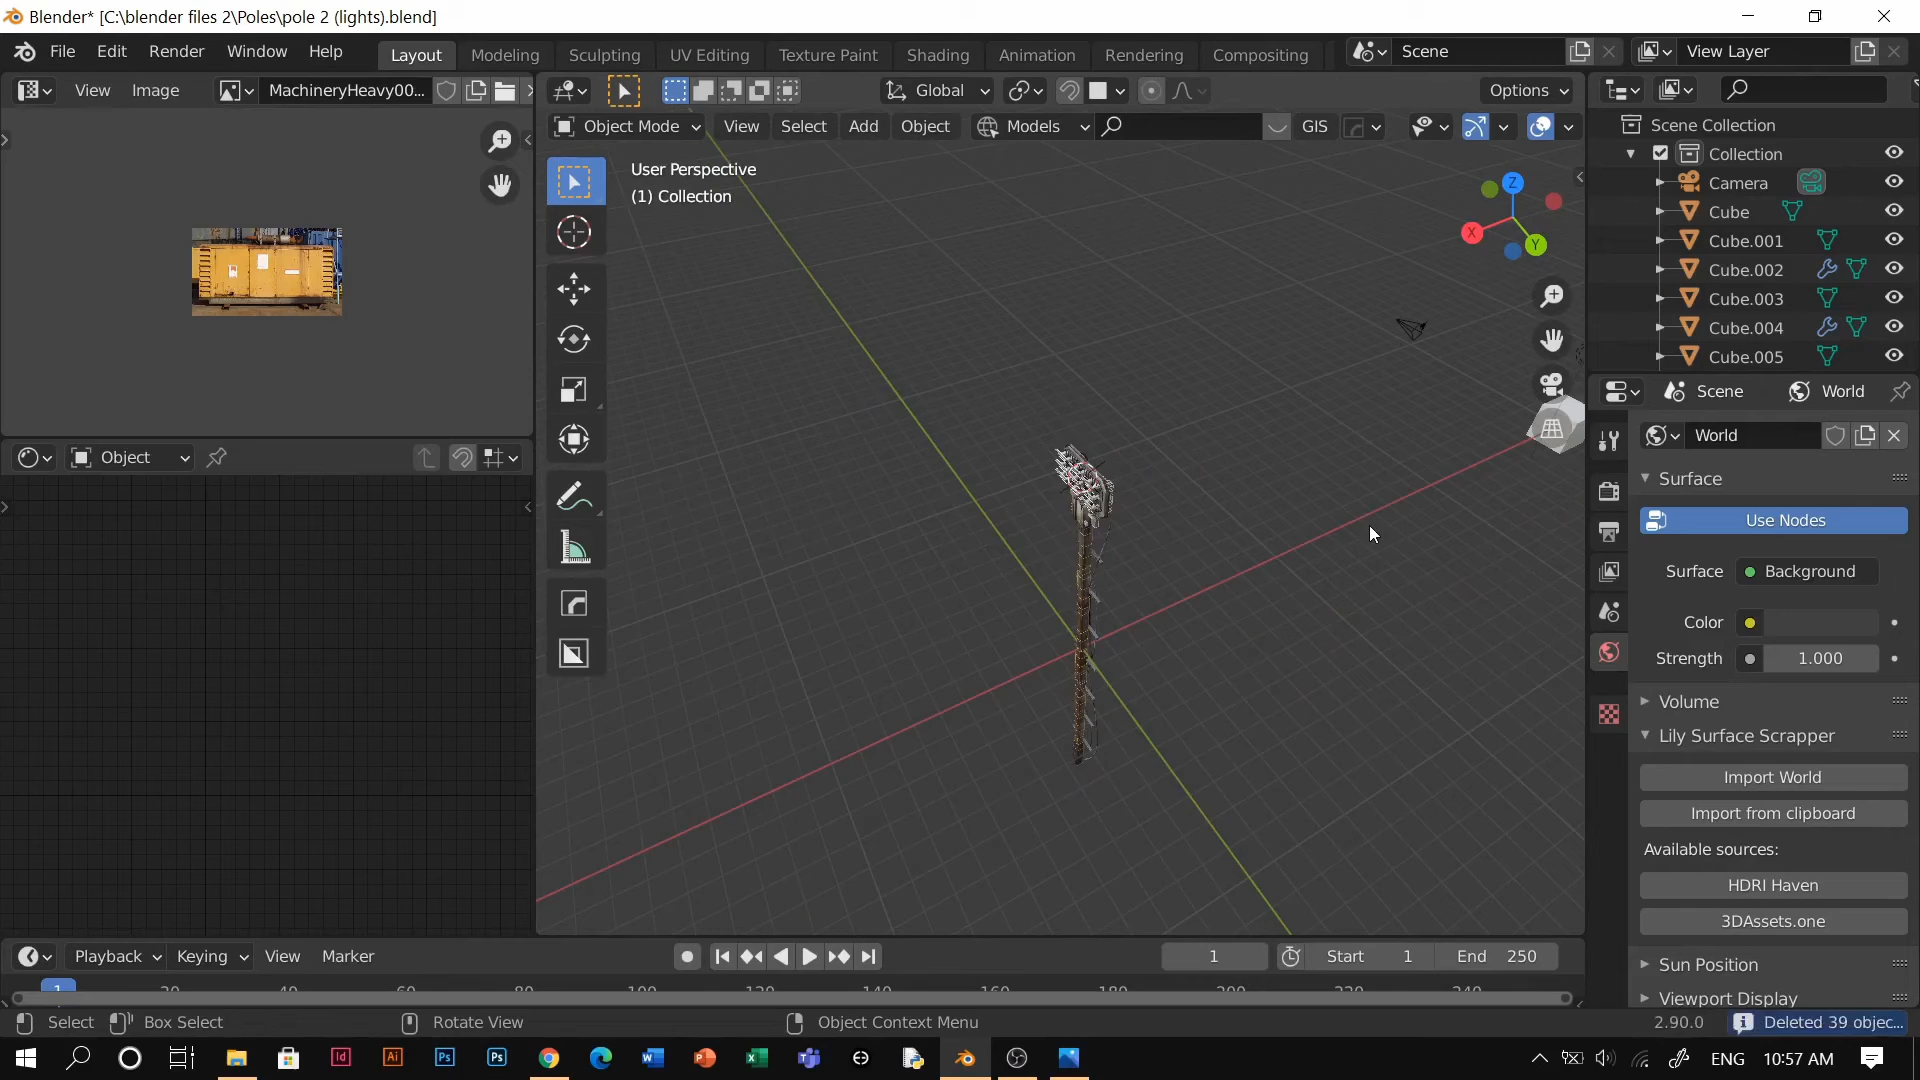 Blender* [C:\blender files 2\Poles\pole 2 (lights).blend]
File Edit Render Window Help
Layout Modeling Sculpting UV Editing Texture Paint Shading Animation Rendering Compositing
Scene
View Layer
View Image MachineryHeavy00...
Global
Options
Object Mode View Select Add Object Models GIS
User Perspective
(1) Collection
Z
X
Y
Scene Collection
Collection
Camera
Cube
Cube.001
Cube.002
Cube.003
Cube.004
Cube.005
Scene World
World
Surface
Use Nodes
Surface Background
Color
Strength 1.000
Volume
Lily Surface Scrapper
Import World
Import from clipboard
Available sources:
HDRI Haven
3DAssets.one
Sun Position
Viewport Display
Object
Playback Keying View Marker
1
Start 1
End 250
1 20 40 60 80 100 120 140 160 180 200 220 240
Select Box Select Rotate View Object Context Menu
2.90.0 Deleted 39 objec...
Id Ai Ps Ps
ENG 10:57 AM